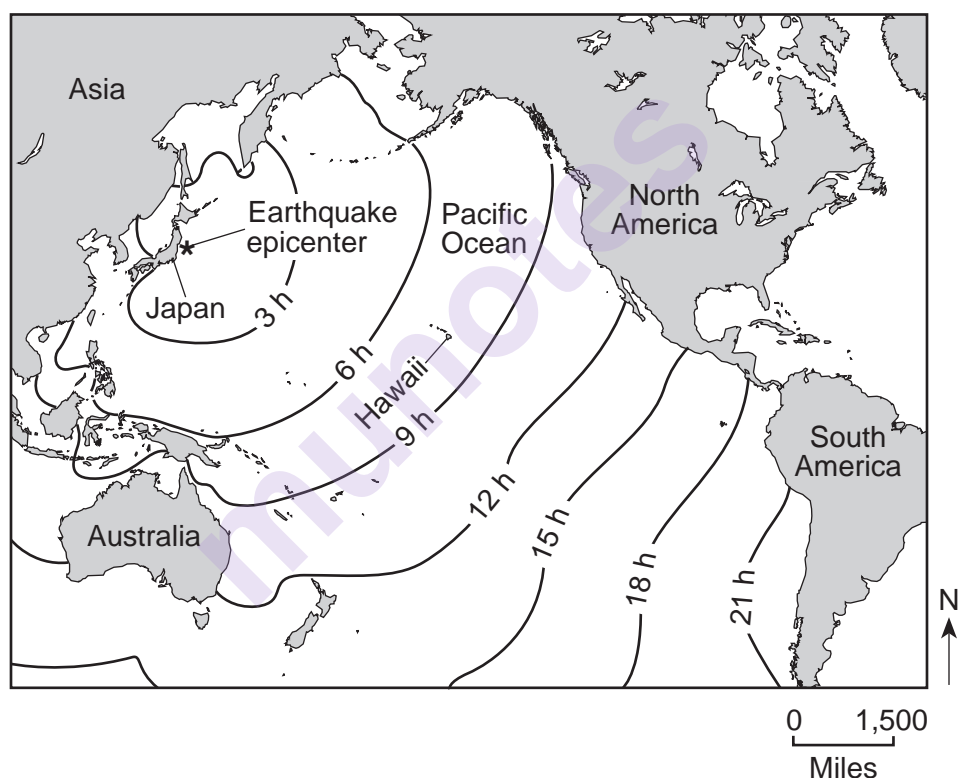 Asia
Earthquake
epicenter
Pacific
Ocean
North
America
Japan
3 h
6 h
Hawaii
9 h
12 h
South
America
Australia
15 h
18 h
21 h
N
0 1,500
Miles
munotes